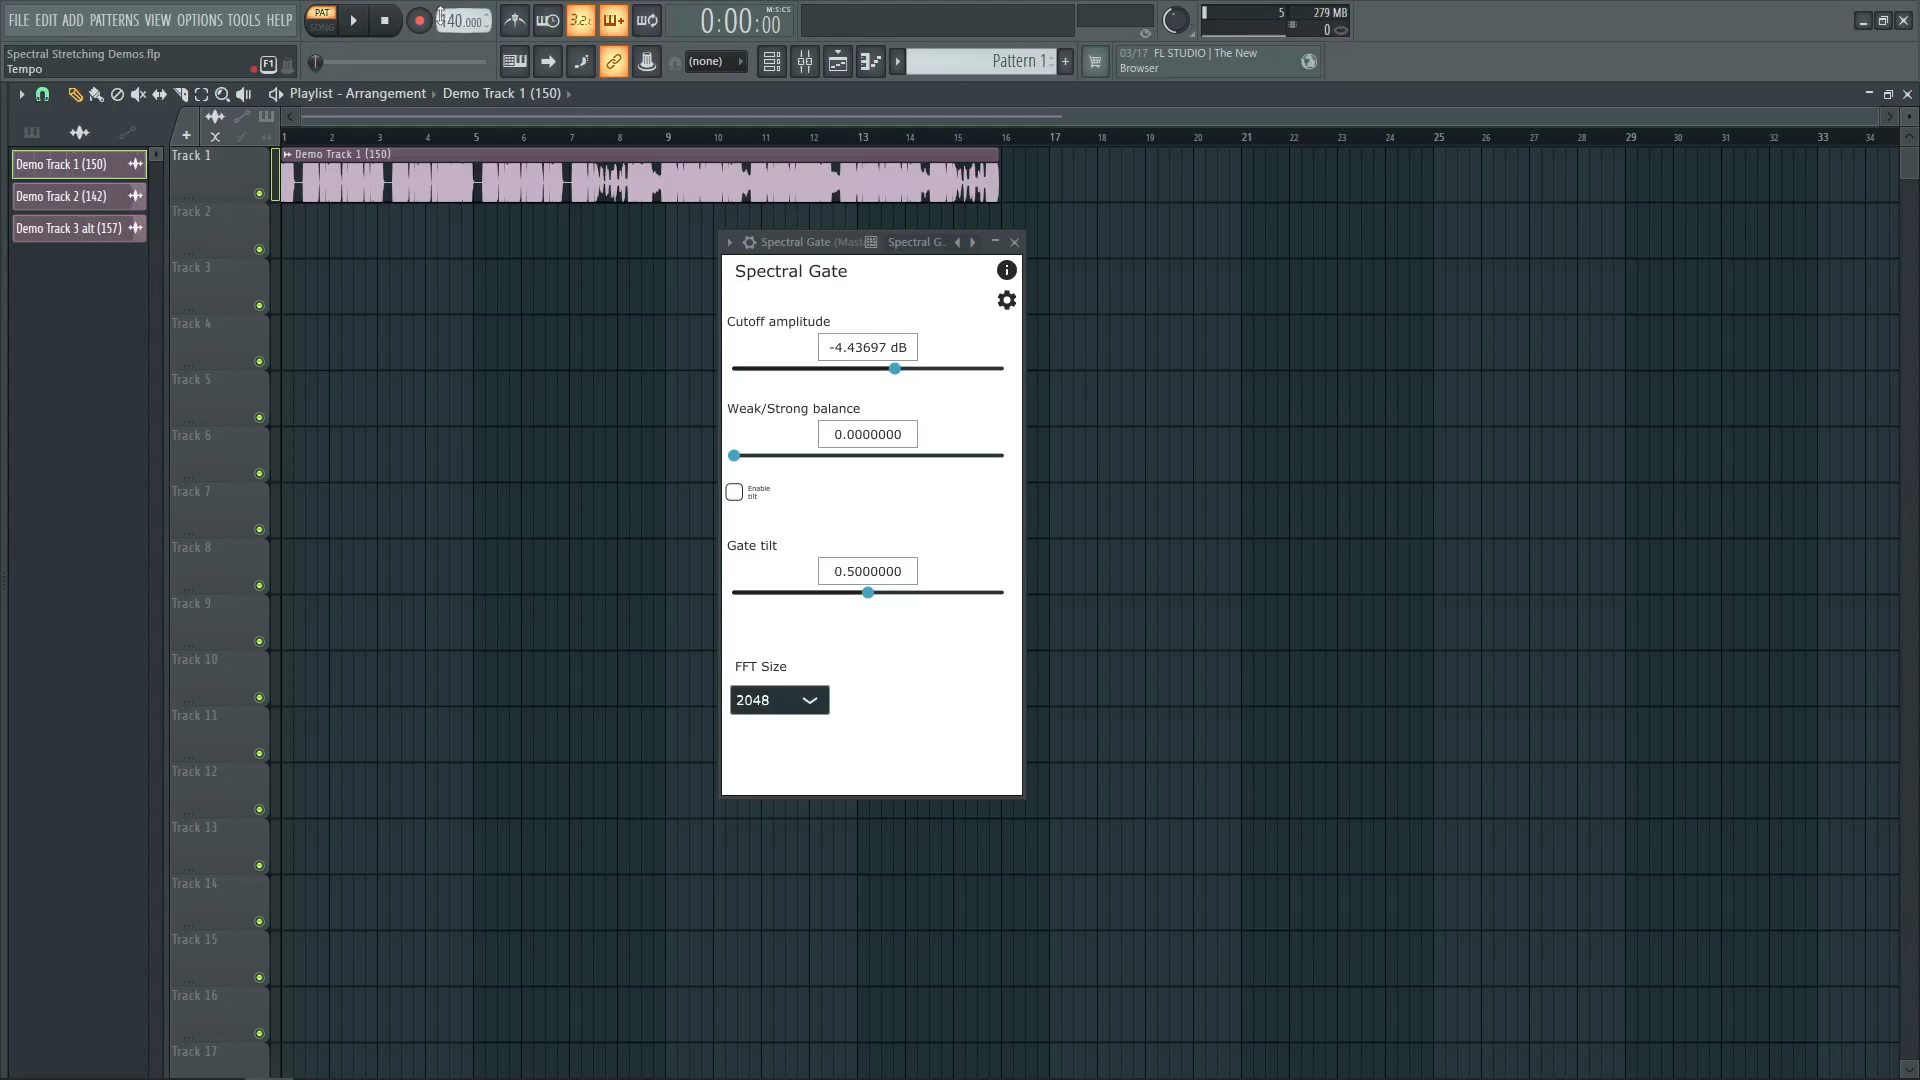 FILE EDIT ADD PATTERNS VIEW OPTIONS TOOLS HELP
PAT
SONG
140.000
3.2.
0:00:00
M:S:CS
5
279 MB
0
Spectral Stretching Demos.flp
Tempo
F1
(none)
Pattern 1
+
03/17 FL STUDIO | The New
Browser
Playlist - Arrangement
Demo Track 1 (150)
1 2 3 4 5 6 7 8 9 10 11 12 13 14 15 16 17 18 19 20 21 22 23 24 25 26 27 28 29 30 31 32 33 34
Demo Track 1 (150)
Demo Track 2 (142)
Demo Track 3 alt (157)
Track 1
Demo Track 1 (150)
Track 2
Track 3
Track 4
Track 5
Track 6
Track 7
Track 8
Track 9
Track 10
Track 11
Track 12
Track 13
Track 14
Track 15
Track 16
Track 17
Spectral Gate (Mast
Spectral G..
Spectral Gate
Cutoff amplitude
-4.43697 dB
Weak/Strong balance
0.0000000
Enable
tilt
Gate tilt
0.5000000
FFT Size
2048